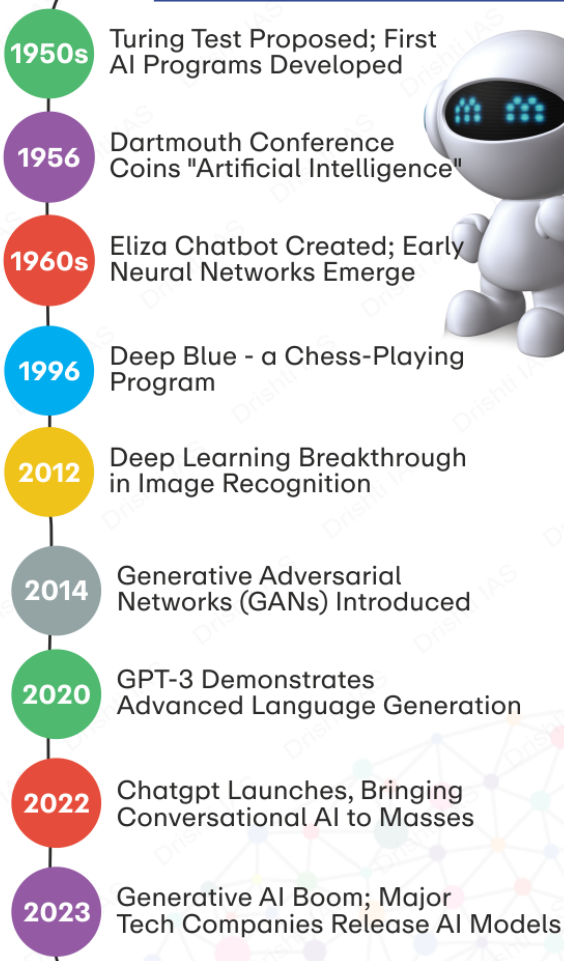 1950s
Turing Test Proposed; First
AI Programs Developed
1956
Dartmouth Conference
Coins "Artificial Intelligence"
1960s
Eliza Chatbot Created; Early
Neural Networks Emerge
1996
Deep Blue - a Chess-Playing
Program
2012
Deep Learning Breakthrough
in Image Recognition
2014
Generative Adversarial
Networks (GANs) Introduced
2020
GPT-3 Demonstrates
Advanced Language Generation
2022
Chatgpt Launches, Bringing
Conversational AI to Masses
2023
Generative AI Boom; Major
Tech Companies Release AI Models
Drishti IAS